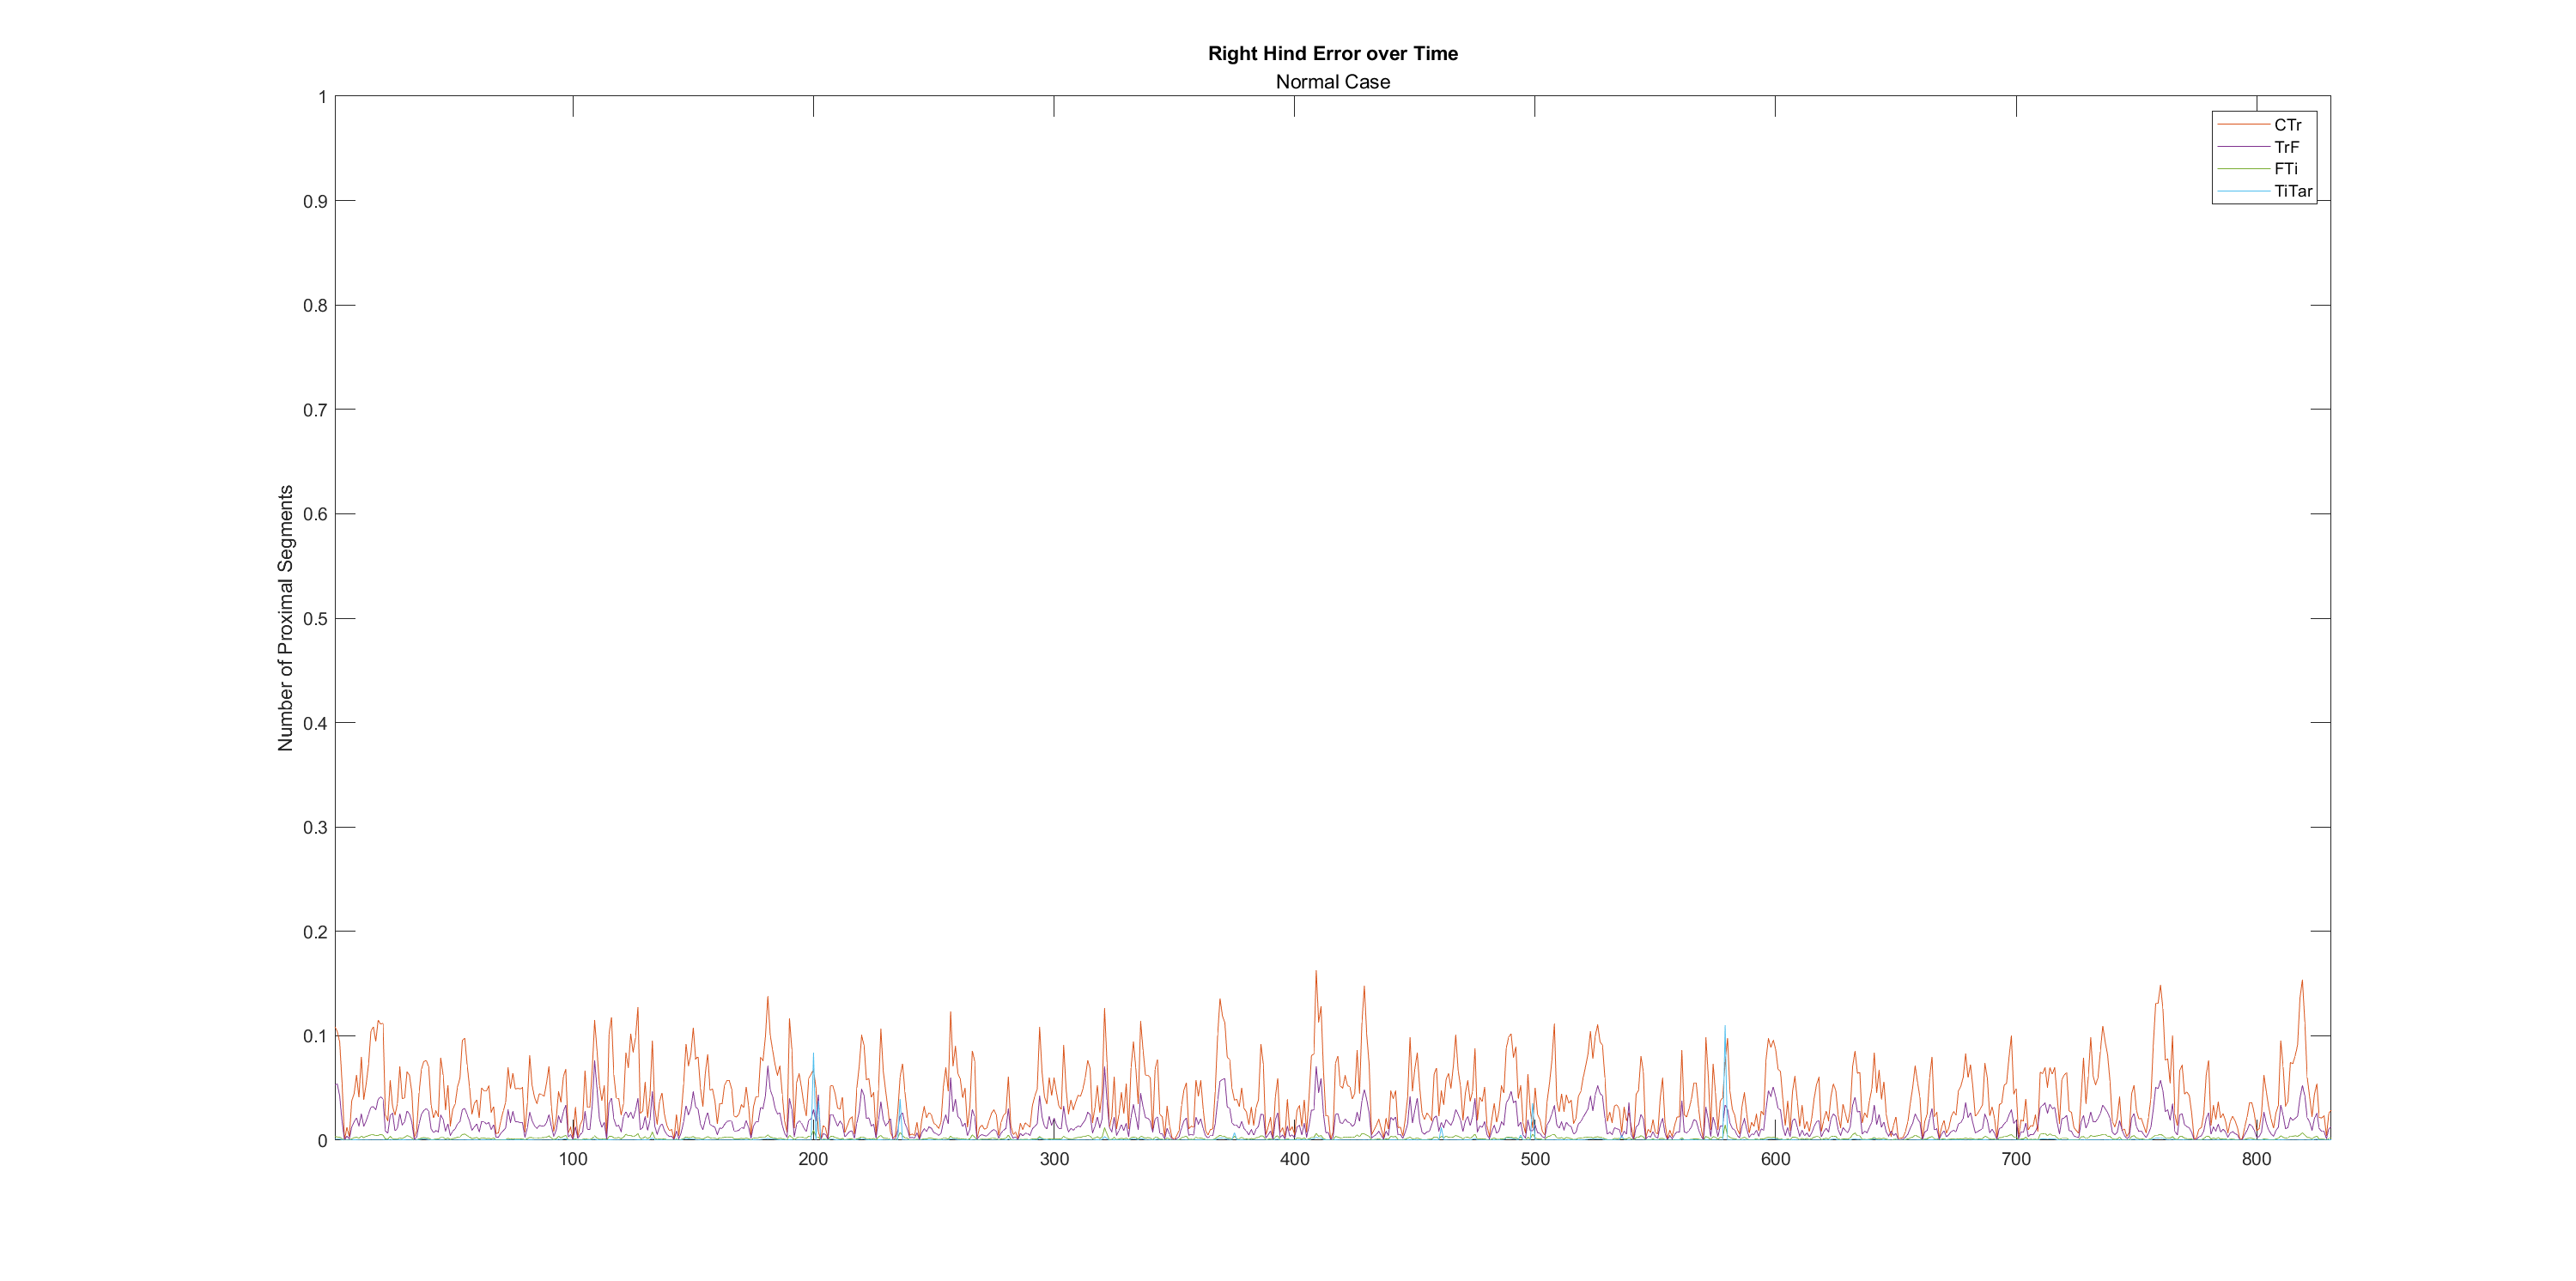 Right Hind Error over Time
Normal Case
1
0.9
0.8
0.7
0.6
0.5
0.4
0.3
0.2
0.1
0
Number of Proximal Segments
100 200 300 400 500 600 700 800
CTr
TrF
FTi
TiTar